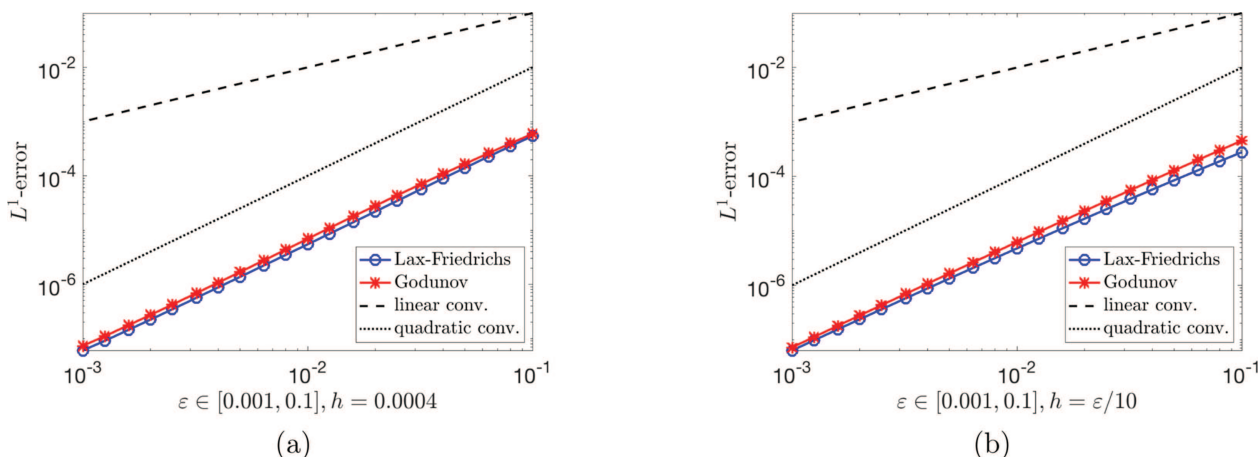 10^-2
10^-4
10^-6
L^1-error
Lax-Friedrichs
Godunov
linear conv.
quadratic conv.
10^-3
10^-2
10^-1
ε ∈ [0.001, 0.1], h = 0.0004
(a)
10^-2
10^-4
10^-6
L^1-error
Lax-Friedrichs
Godunov
linear conv.
quadratic conv.
10^-3
10^-2
10^-1
ε ∈ [0.001, 0.1], h = ε/10
(b)